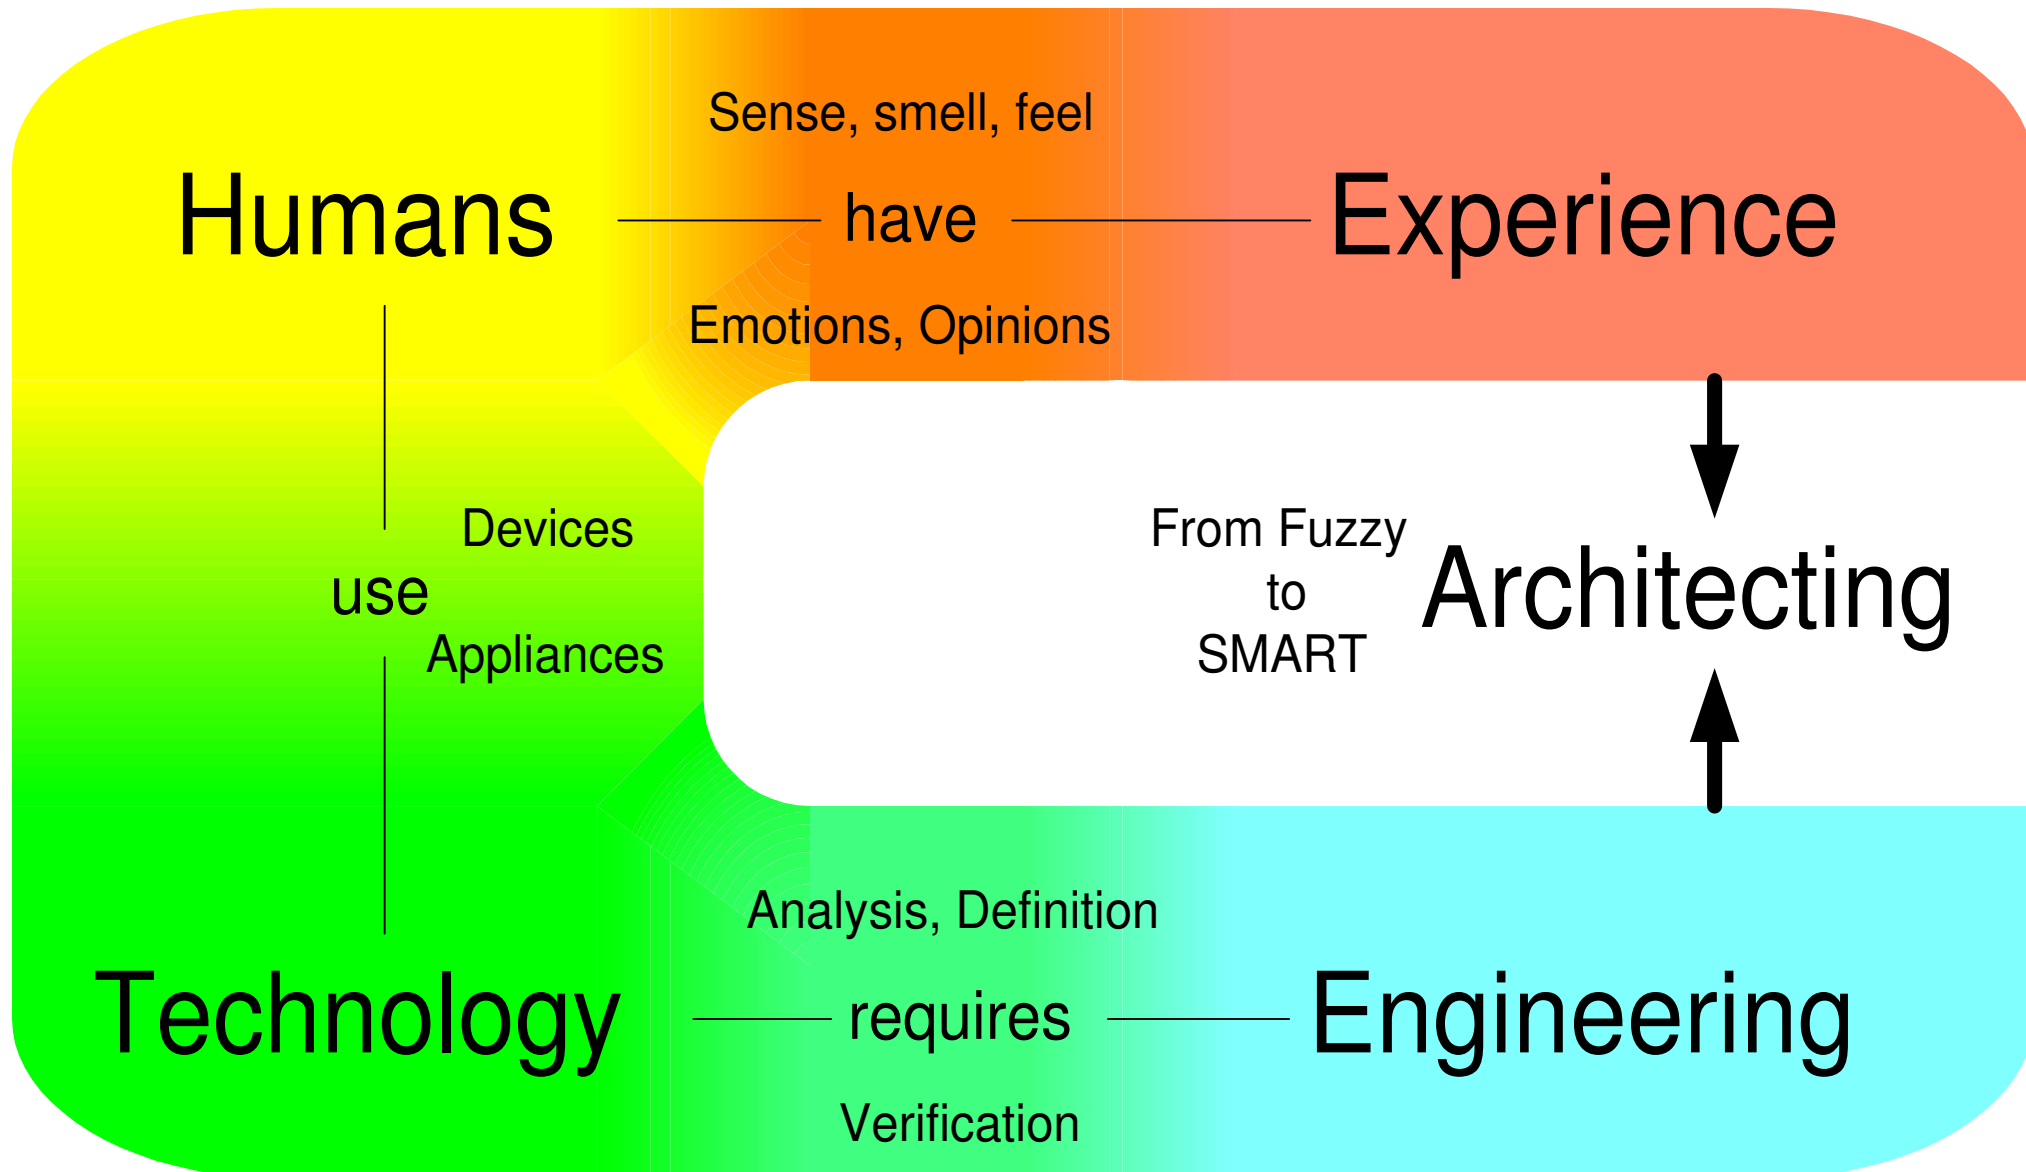 Sense, smell, feel
Humans have Experience
Emotions, Opinions
Devices
use
Appliances
From Fuzzy
to
SMART
Architecting
Analysis, Definition
Technology requires Engineering
Verification